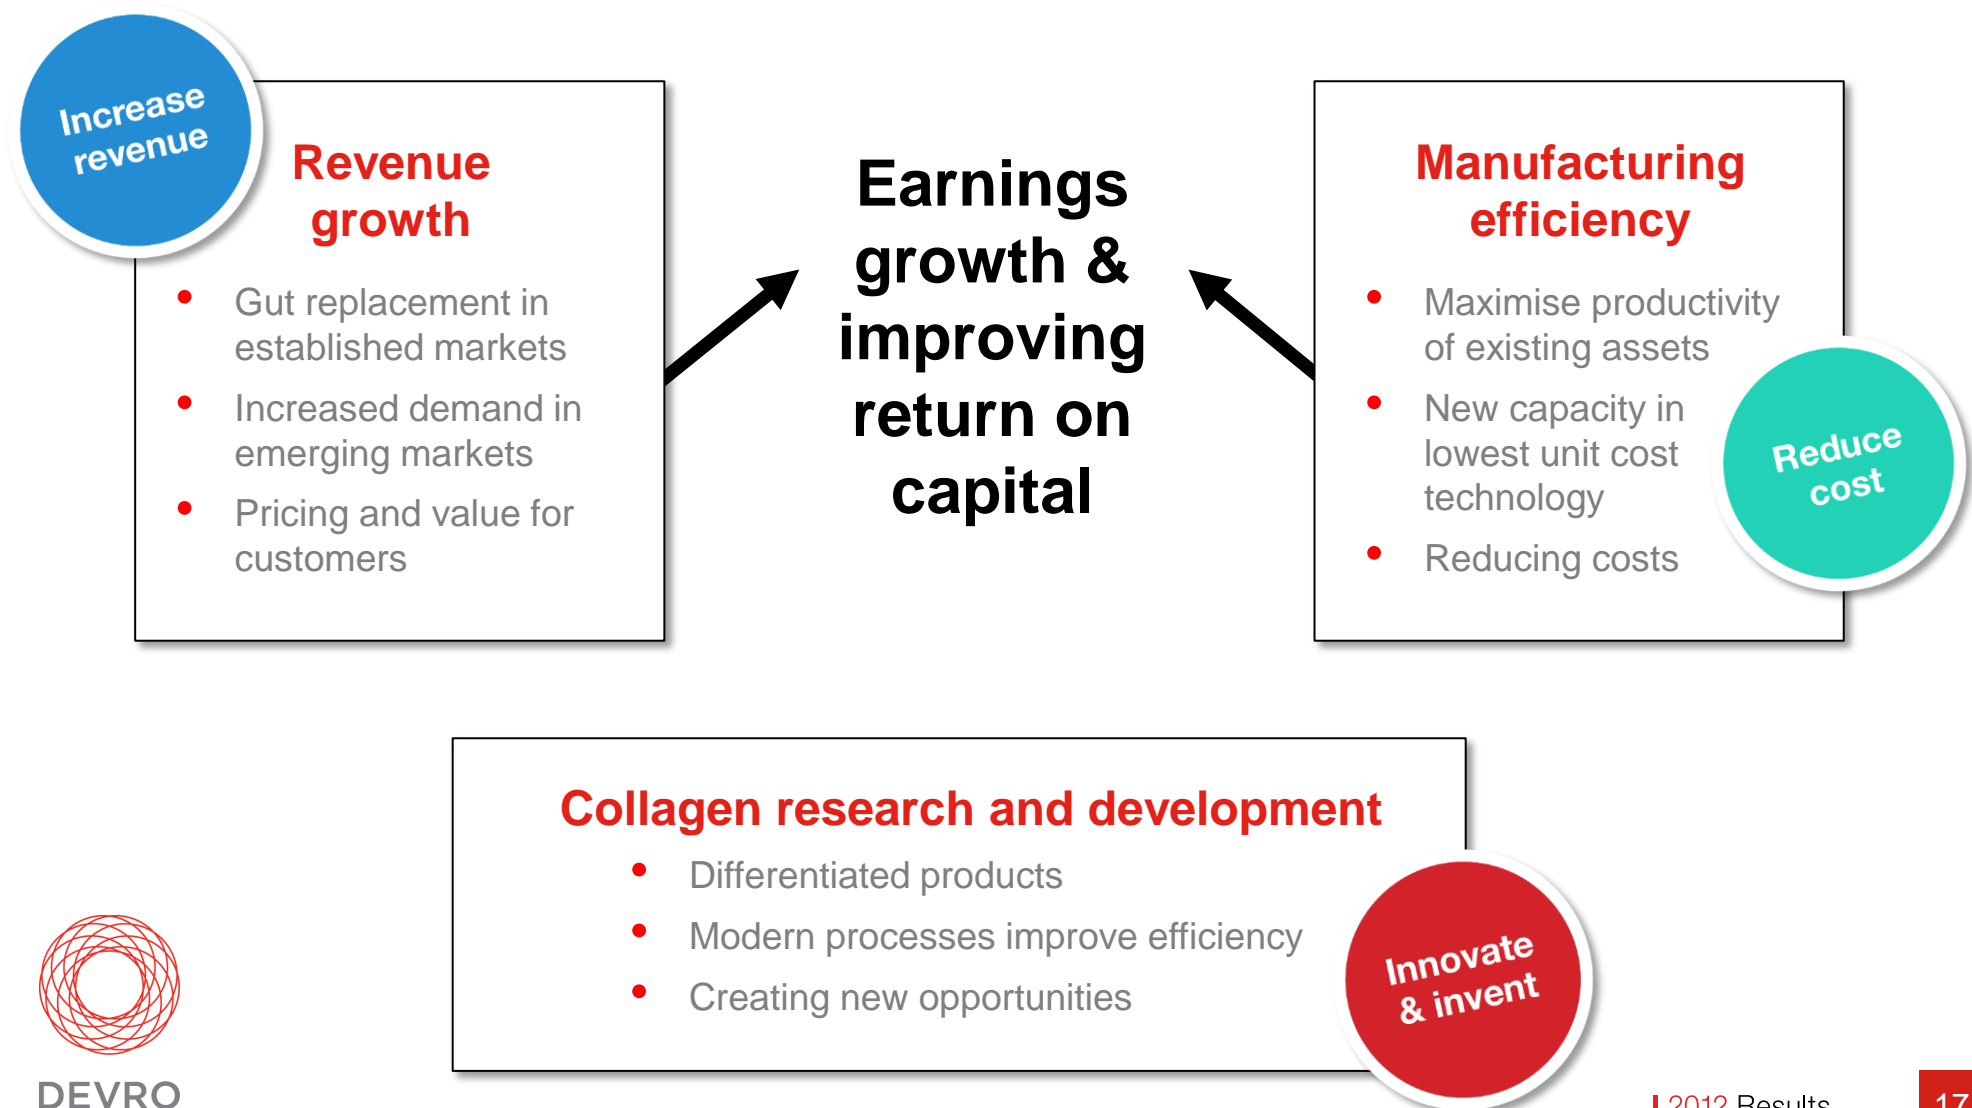 Increase
revenue
Revenue
growth
• Gut replacement in
established markets
• Increased demand in
emerging markets
• Pricing and value for
customers
Earnings
growth &
improving
return on
capital
Manufacturing
efficiency
• Maximise productivity
of existing assets
• New capacity in
lowest unit cost
technology
• Reducing costs
Reduce
cost
Collagen research and development
• Differentiated products
• Modern processes improve efficiency
• Creating new opportunities
Innovate
& invent
DEVRO
2012 Results
17